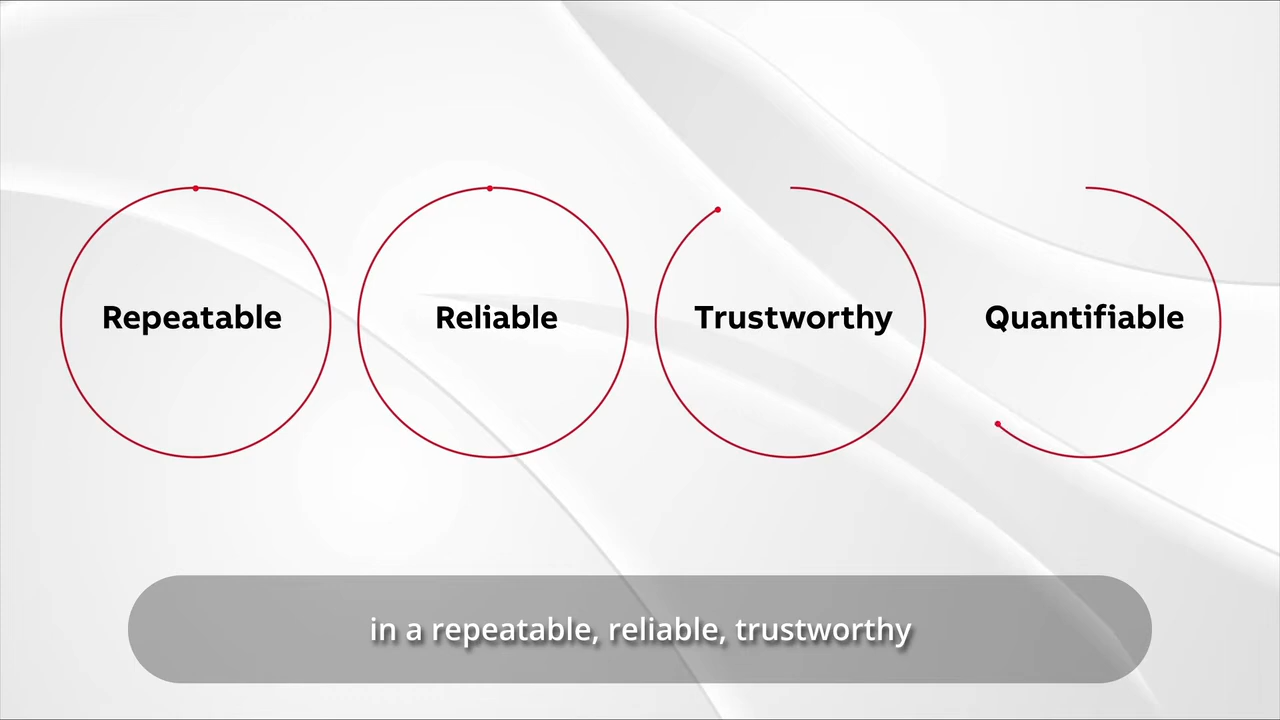 Repeatable
Reliable
Trustworthy
Quantifiable
in a repeatable, reliable, trustworthy